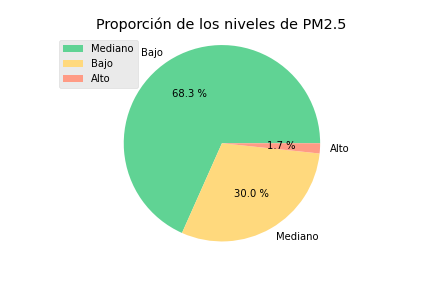 Proporción de los niveles de PM2.5
Mediano
Bajo
Alto
Bajo
68.3 %
1.7 %
Alto
30.0 %
Mediano